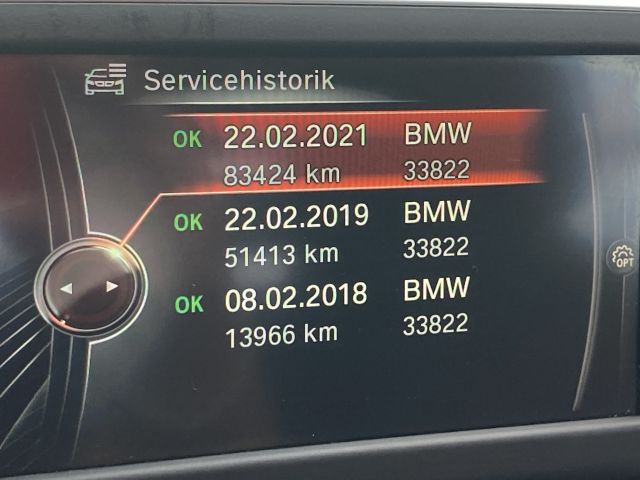 Servicehistorik
OK 22.02.2021 BMW
83424 km 33822
OK 22.02.2019 BMW
51413 km 33822
OK 08.02.2018 BMW
13966 km 33822
OPT